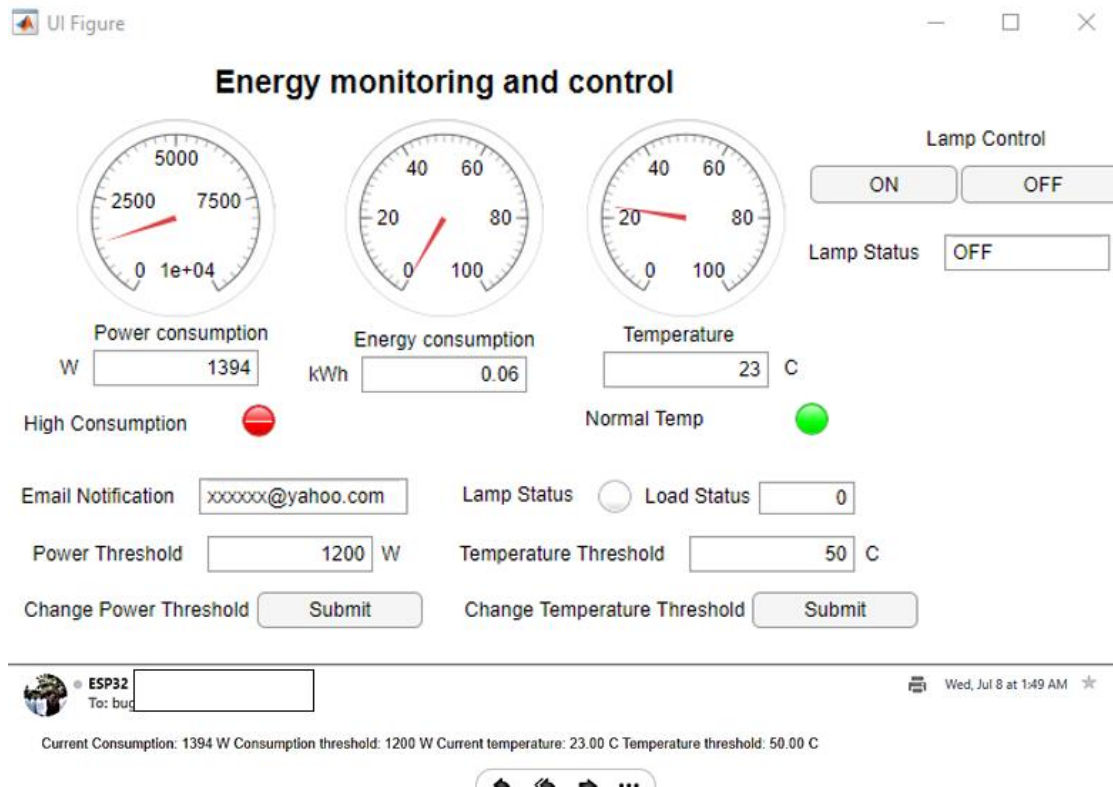 UI Figure
Energy monitoring and control
5000
2500 7500
0 1e+04
40 60
20 80
0 100
40 60
20 80
0 100
Lamp Control
ON OFF
Lamp Status OFF
Power consumption
W 1394
Energy consumption
kWh 0.06
Temperature
23 C
High Consumption
Normal Temp
Email Notification xxxxxx@yahoo.com
Lamp Status Load Status 0
Power Threshold 1200 W
Temperature Threshold 50 C
Change Power Threshold Submit
Change Temperature Threshold Submit
ESP32
Wed, Jul 8 at 1:49 AM
To: bug
Current Consumption: 1394 W Consumption threshold: 1200 W Current temperature: 23.00 C Temperature threshold: 50.00 C